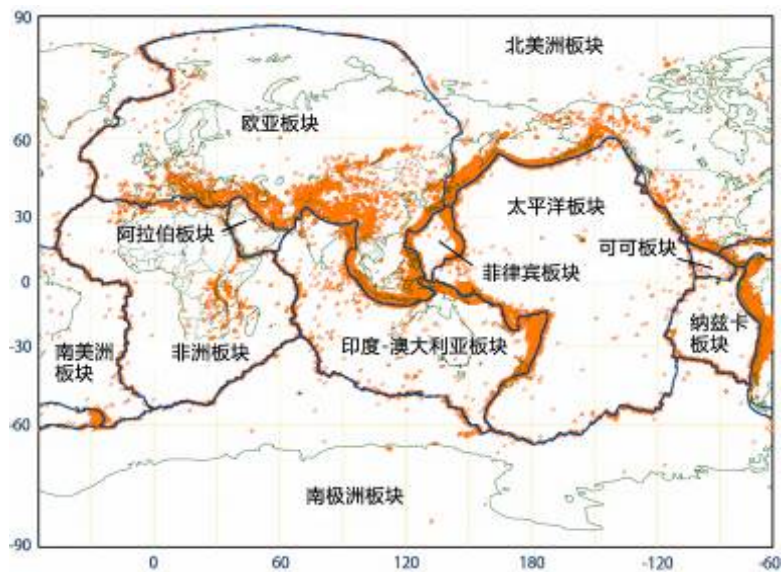 90
北美洲板块
欧亚板块
60
太平洋板块
30
阿拉伯板块
可可板块
菲律宾板块
0
纳兹卡
板块
-30
南美洲
板块
非洲板块
印度-澳大利亚板块
-60
南极洲板块
-90
0
60
120
180
-120
-60